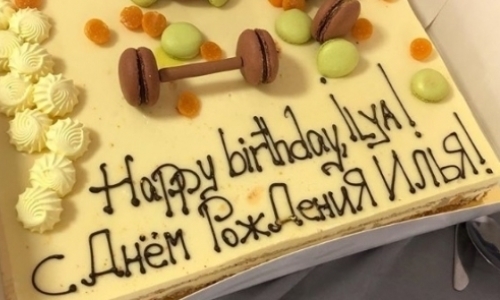 Happy birthday, ilya!
С Днём Рождения Илья!